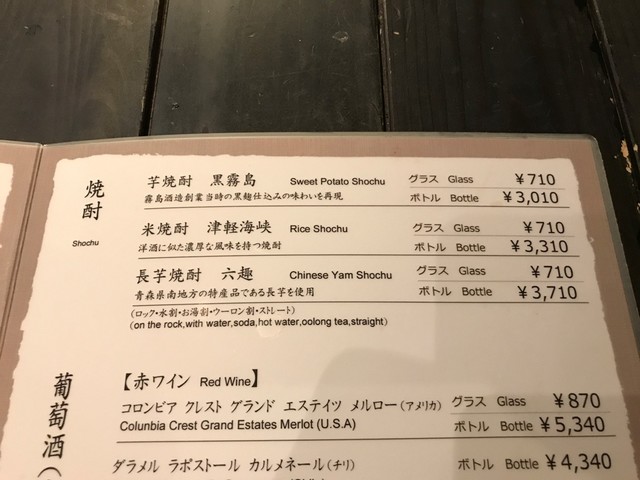 焼酎
Shochu
芋焼酎 黒霧島 Sweet Potato Shochu グラス Glass ￥710
霧島酒造創業当時の黒麹仕込みの味わいを再現 ボトル Bottle ￥3,010
米焼酎 津軽海峡 Rice Shochu グラス Glass ￥710
洋酒に似た濃厚な風味を持つ焼酎 ボトル Bottle ￥3,310
長芋焼酎 六趣 Chinese Yam Shochu グラス Glass ￥710
青森県南地方の特産品である長芋を使用 ボトル Bottle ￥3,710
(ロック・水割・お湯割・ウーロン割・ストレート)
(on the rock,with water,soda,hot water,oolong tea,straight)
葡萄酒(
【赤ワイン Red Wine】
コロンビア クレスト グランド エステイツ メルロー(アメリカ) グラス Glass ￥870
Colunbia Crest Grand Estates Merlot (U.S.A) ボトル Bottle ￥5,340
ダラメル ラポストール カルメネール(チリ) ボトル Bottle ￥4,340